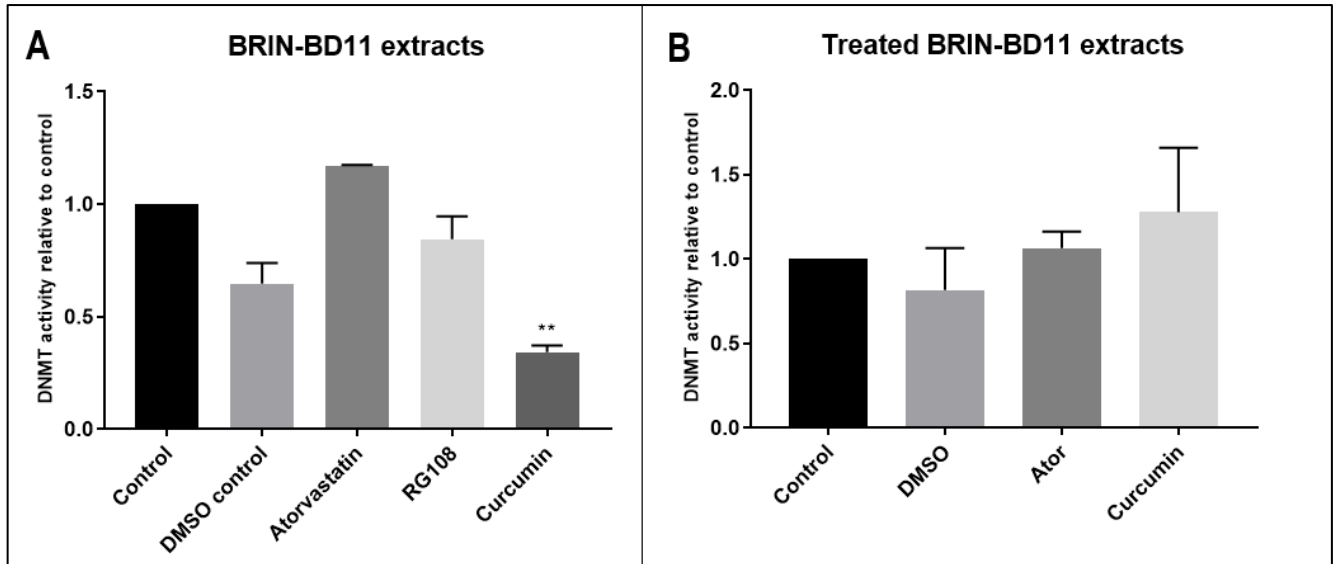 A
BRIN-BD11 extracts
DNMT activity relative to control
1.5
1.0
0.5
0.0
**
Control
DMSO control
Atorvastatin
RG108
Curcumin
B
Treated BRIN-BD11 extracts
DNMT activity relative to control
2.0
1.5
1.0
0.5
0.0
Control
DMSO
Ator
Curcumin